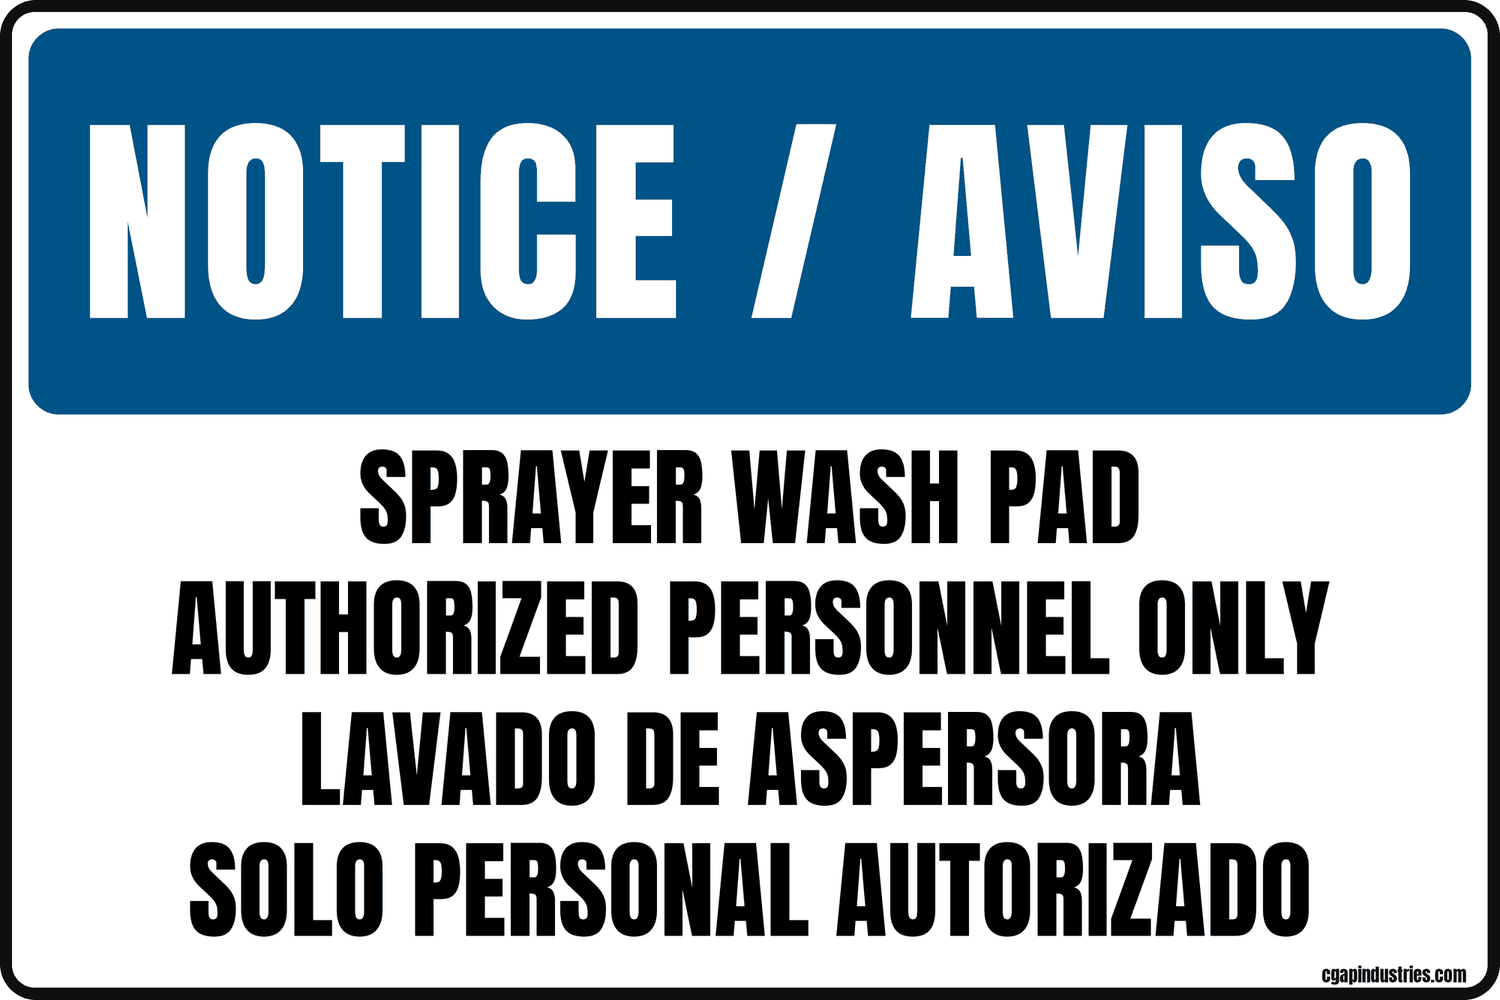 NOTICE / AVISO
SPRAYER WASH PAD
AUTHORIZED PERSONNEL ONLY
LAVADO DE ASPERSORA
SOLO PERSONAL AUTORIZADO
cgapindustries.com